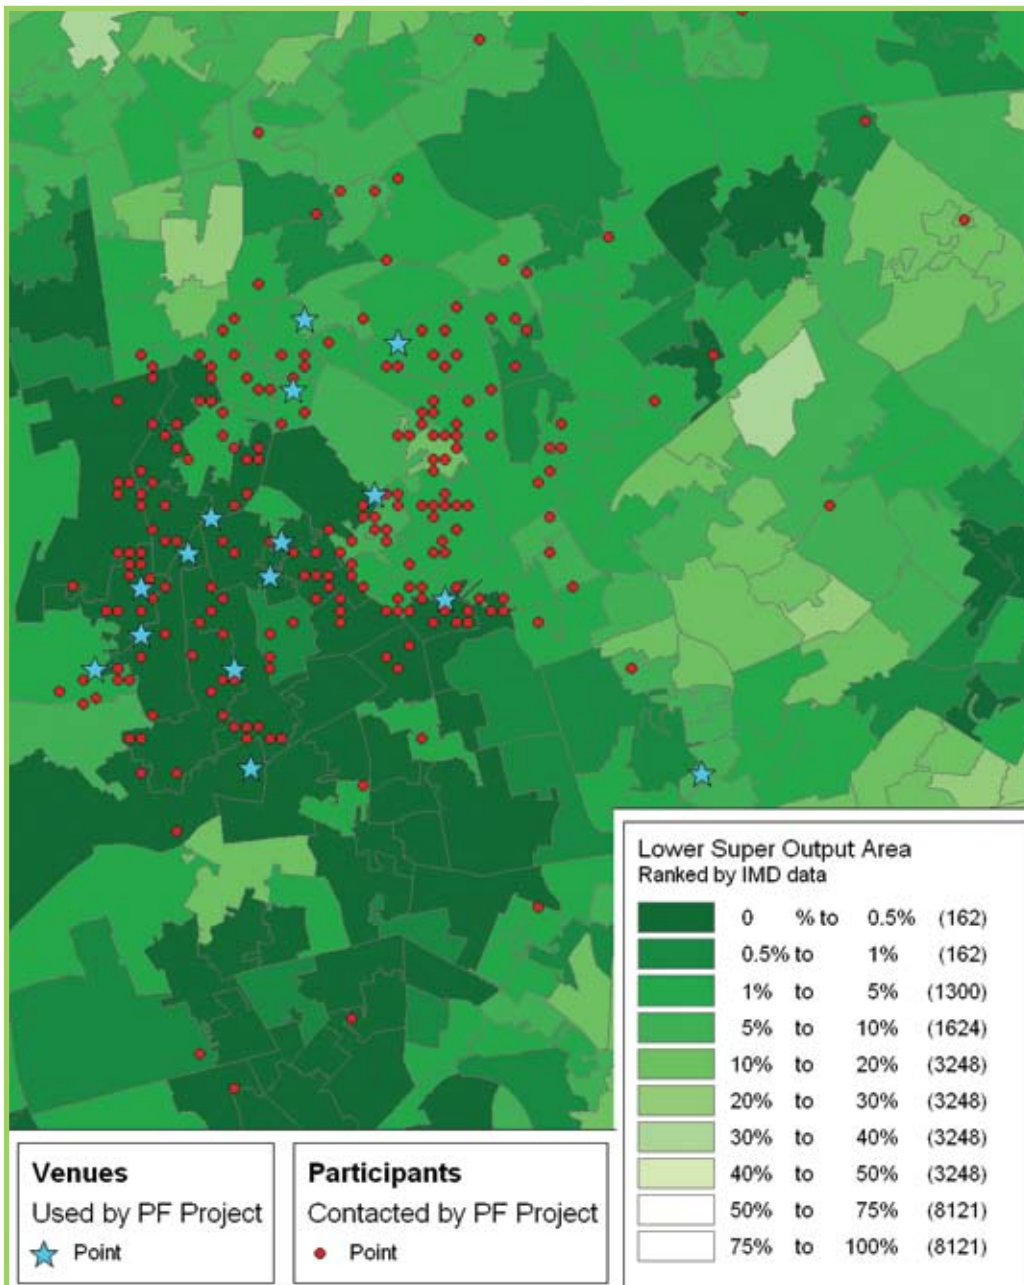 Lower Super Output Area
Ranked by IMD data
0 % to 0.5% (162)
0.5% to 1% (162)
1% to 5% (1300)
5% to 10% (1624)
10% to 20% (3248)
20% to 30% (3248)
30% to 40% (3248)
40% to 50% (3248)
50% to 75% (8121)
75% to 100% (8121)
Venues
Used by PF Project
Point
Participants
Contacted by PF Project
Point